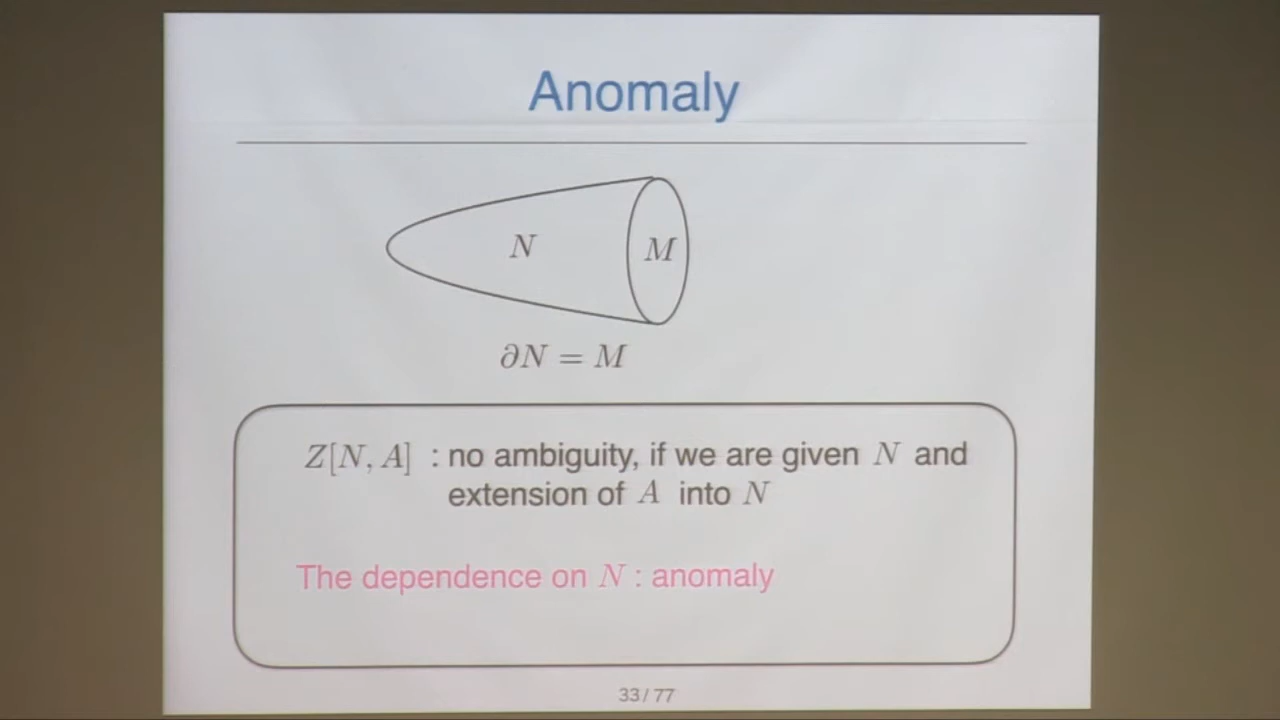 Anomaly
N
M
∂N = M
Z[N, A] : no ambiguity, if we are given N and
extension of A into N
The dependence on N : anomaly
33 / 77